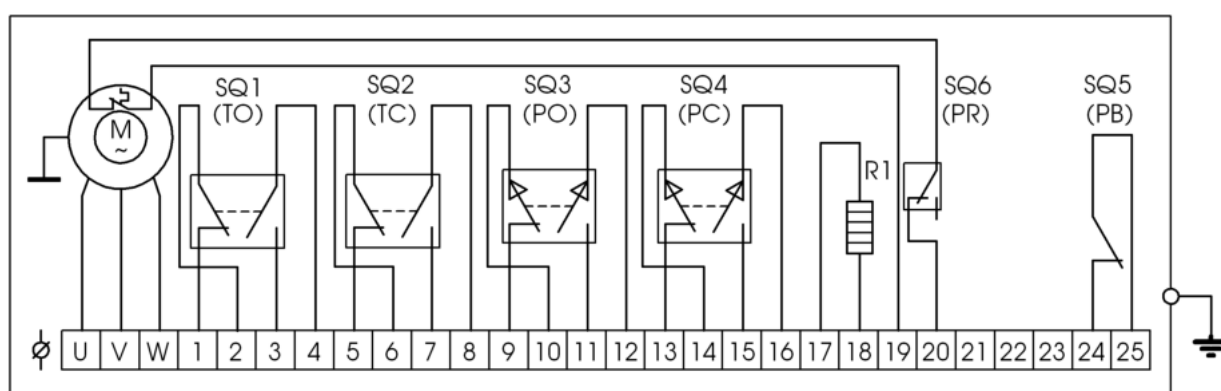 SQ1
(TO)
SQ2
(TC)
SQ3
(PO)
SQ4
(PC)
SQ6
(PR)
SQ5
(PB)
M
~
R1
U V W 1 2 3 4 5 6 7 8 9 10 11 12 13 14 15 16 17 18 19 20 21 22 23 24 25